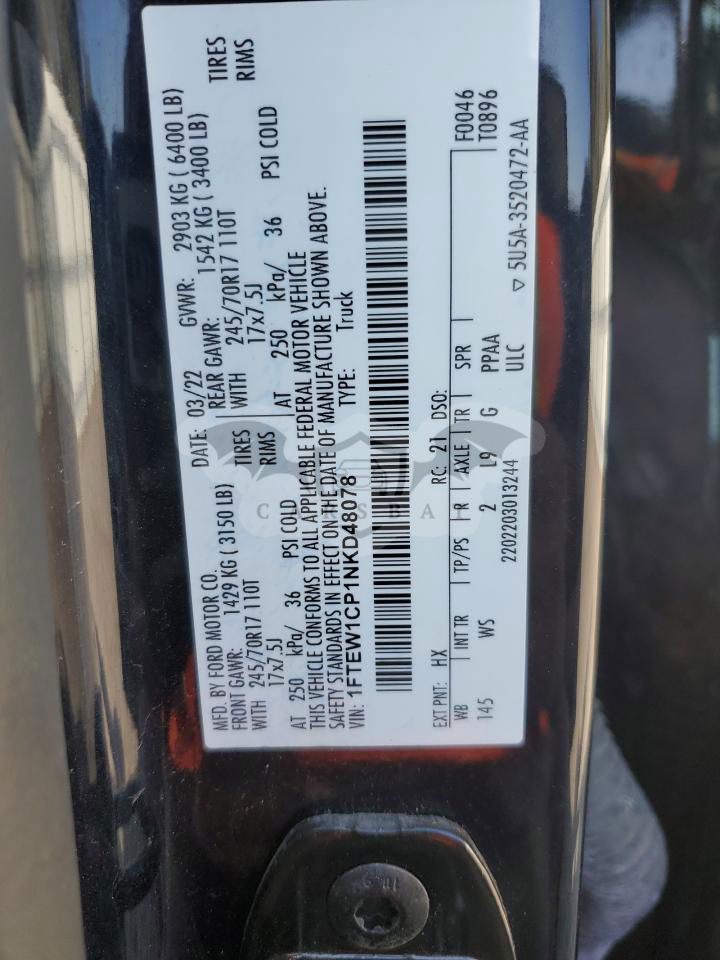 MFD. BY FORD MOTOR CO. DATE: 03/22 GVWR: 2903 KG ( 6400 LB)
FRONT GAWR: 1429 KG ( 3150 LB) REAR GAWR: 1542 KG ( 3400 LB)
WITH 245/70R17 110T TIRES WITH 245/70R17 110T TIRES
17x7.5J RIMS 17x7.5J RIMS
AT 250 kPa/ 36 PSI COLD AT 250 kPa/ 36 PSI COLD
THIS VEHICLE CONFORMS TO ALL APPLICABLE FEDERAL MOTOR VEHICLE
SAFETY STANDARDS IN EFFECT ON THE DATE OF MANUFACTURE SHOWN ABOVE.
VIN: 1FTEW1CP1NKD48078 TYPE: Truck
EXT PNT: HX RC: 21 DSO: F0046
WB INT TR TP/PS R AXLE TR SPR T0896
145 WS 2 L9 G PPAA
2202203013244 ULC ▽ 5U5A-3520472-AA
10.9